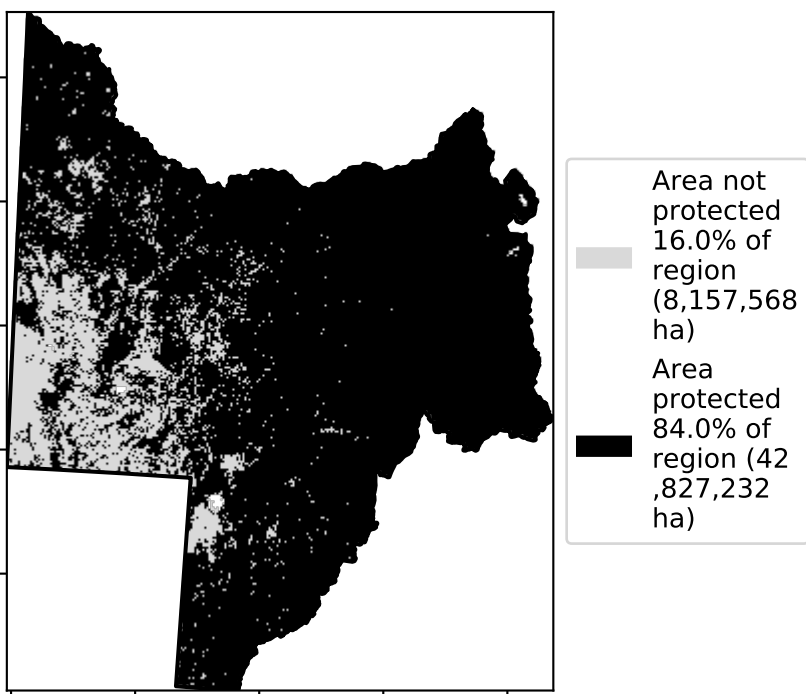 Area not
protected
16.0% of
region
(8,157,568
ha)
Area
protected
84.0% of
region (42
,827,232
ha)